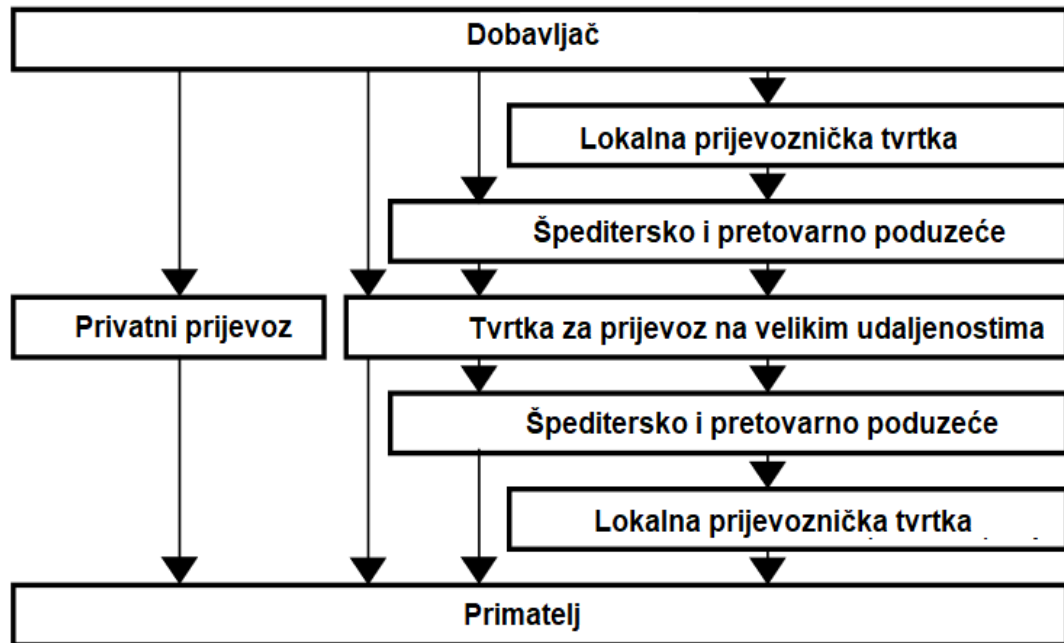 Dobavljač
Lokalna prijevoznička tvrtka
Špeditersko i pretovarno poduzeće
Privatni prijevoz
Tvrtka za prijevoz na velikim udaljenostima
Špeditersko i pretovarno poduzeće
Lokalna prijevoznička tvrtka
Primatelj